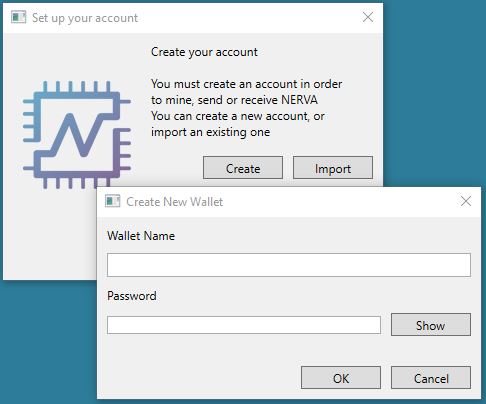 Set up your account
Create your account
You must create an account in order
to mine, send or receive NERVA
You can create a new account, or
import an existing one
Create
Import
Create New Wallet
Wallet Name
Password
Show
OK
Cancel